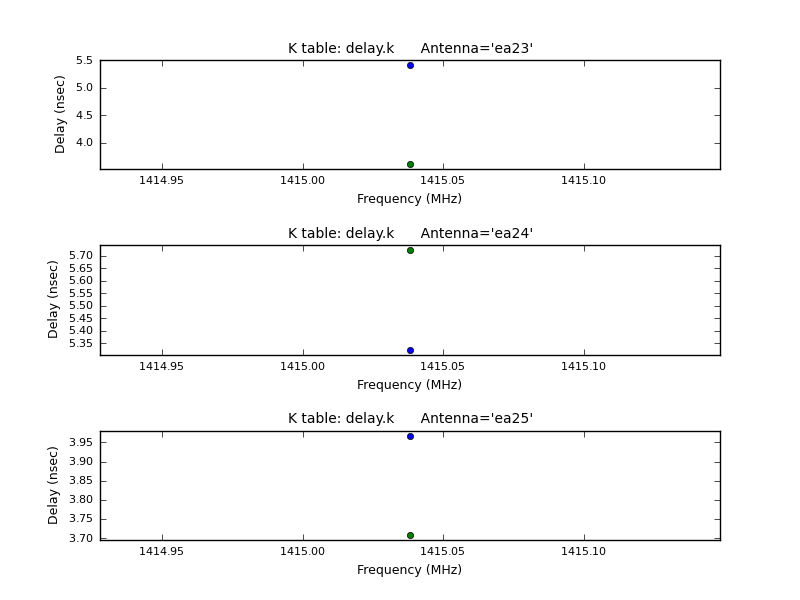 K table: delay.k Antenna='ea23'
5.5
5.0
4.5
4.0
Delay (nsec)
1414.95 1415.00 1415.05 1415.10
Frequency (MHz)
K table: delay.k Antenna='ea24'
5.70
5.65
5.60
5.55
5.50
5.45
5.40
5.35
Delay (nsec)
1414.95 1415.00 1415.05 1415.10
Frequency (MHz)
K table: delay.k Antenna='ea25'
3.95
3.90
3.85
3.80
3.75
3.70
Delay (nsec)
1414.95 1415.00 1415.05 1415.10
Frequency (MHz)